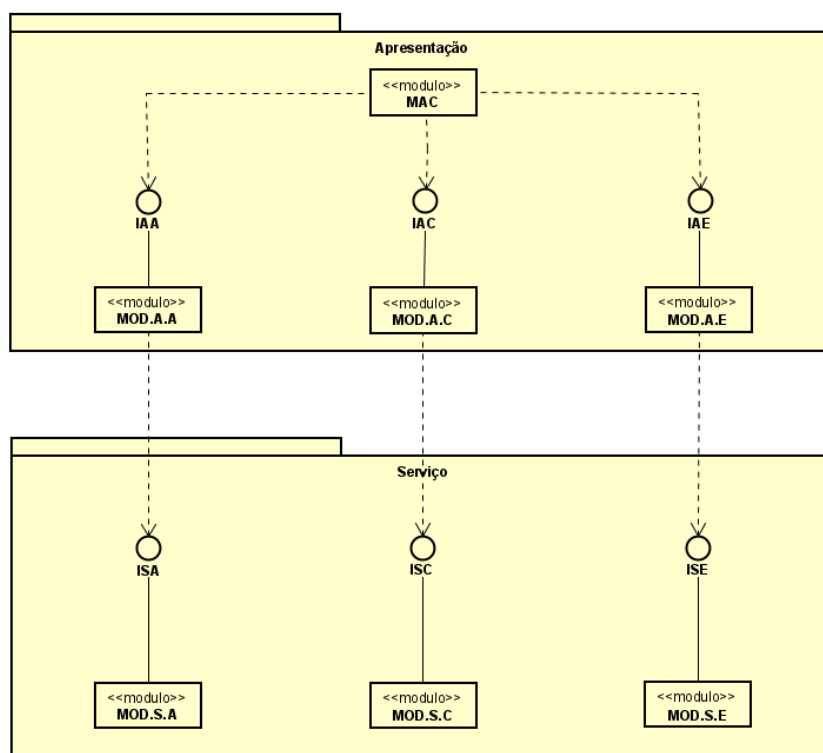 Apresentação
<<modulo>>
MAC
IAA
IAC
IAE
<<modulo>>
MOD.A.A
<<modulo>>
MOD.A.C
<<modulo>>
MOD.A.E
Serviço
ISA
ISC
ISE
<<modulo>>
MOD.S.A
<<modulo>>
MOD.S.C
<<modulo>>
MOD.S.E